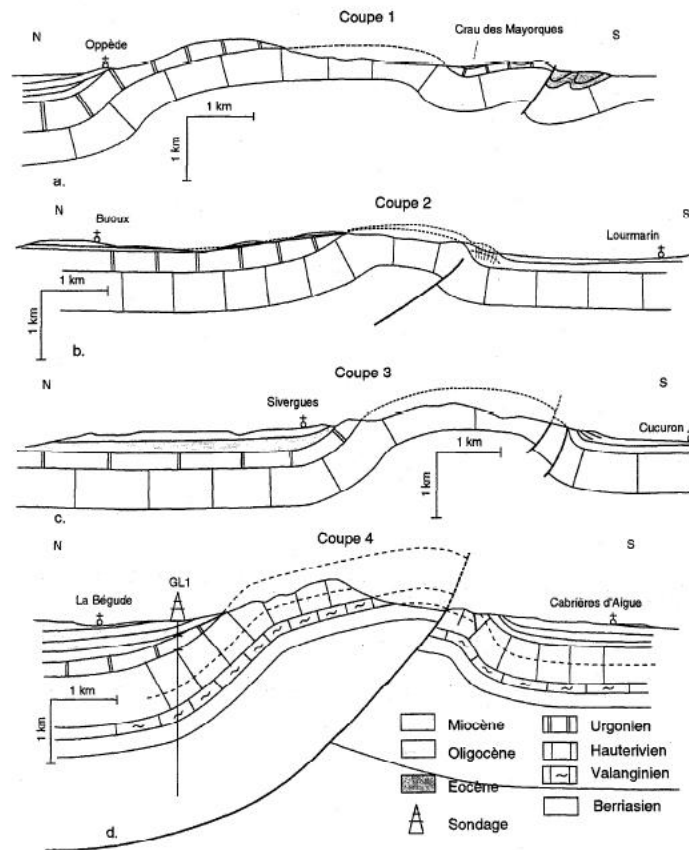 Coupe 1
N
S
Oppède
Crau des Mayorques
1 km
1 km
a.
Coupe 2
N
S
Buoux
Lourmarin
1 km
1 km
b.
Coupe 3
N
S
Sivergues
Cucuron
1 km
1 km
c.
Coupe 4
N
S
GL1
La Bégude
Cabrières d'Aigue
1 km
1 km
d.
Miocène
Oligocène
Eocène
Sondage
Urgonien
Hauterivien
Valanginien
Berriasien